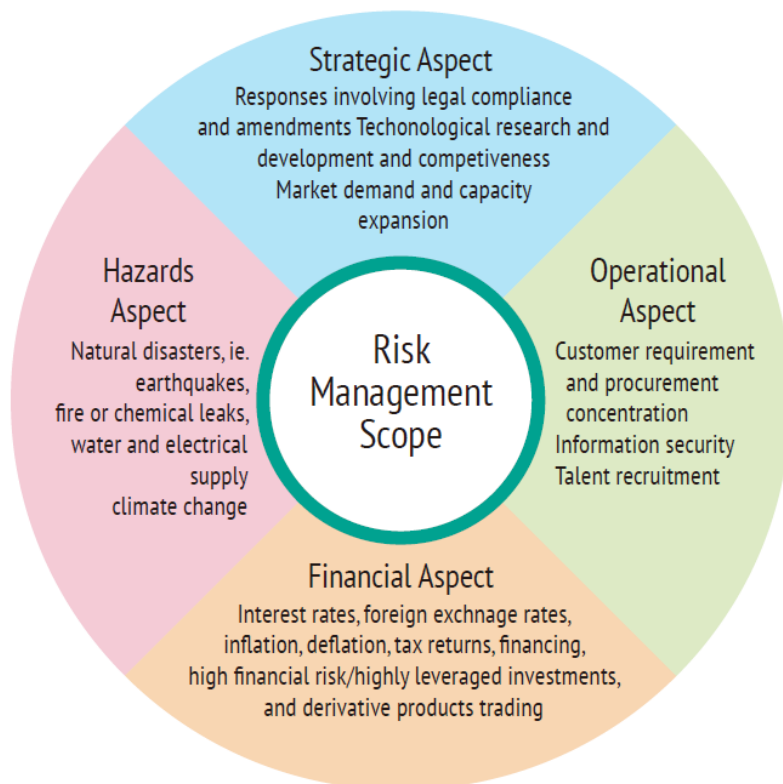 Strategic Aspect
Responses involving legal compliance
and amendments Techonological research and
development and competiveness
Market demand and capacity
expansion
Hazards
Aspect
Natural disasters, ie.
earthquakes,
fire or chemical leaks,
water and electrical
supply
climate change
Risk
Management
Scope
Operational
Aspect
Customer requirement
and procurement
concentration
Information security
Talent recruitment
Financial Aspect
Interest rates, foreign exchnage rates,
inflation, deflation, tax returns, financing,
high financial risk/highly leveraged investments,
and derivative products trading